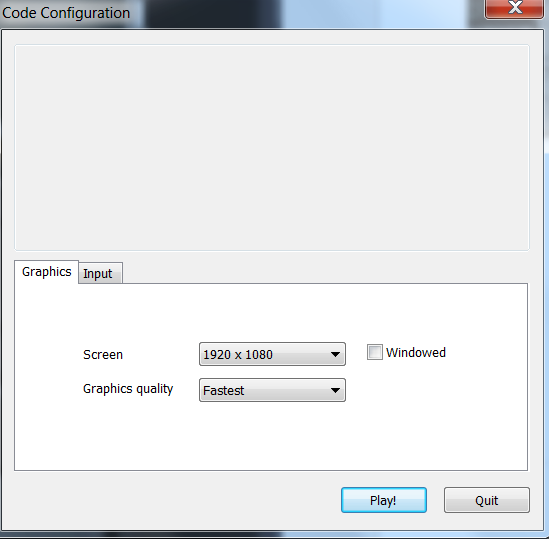 Code Configuration
Graphics
Input
Screen
1920 x 1080
Windowed
Graphics quality
Fastest
Play!
Quit